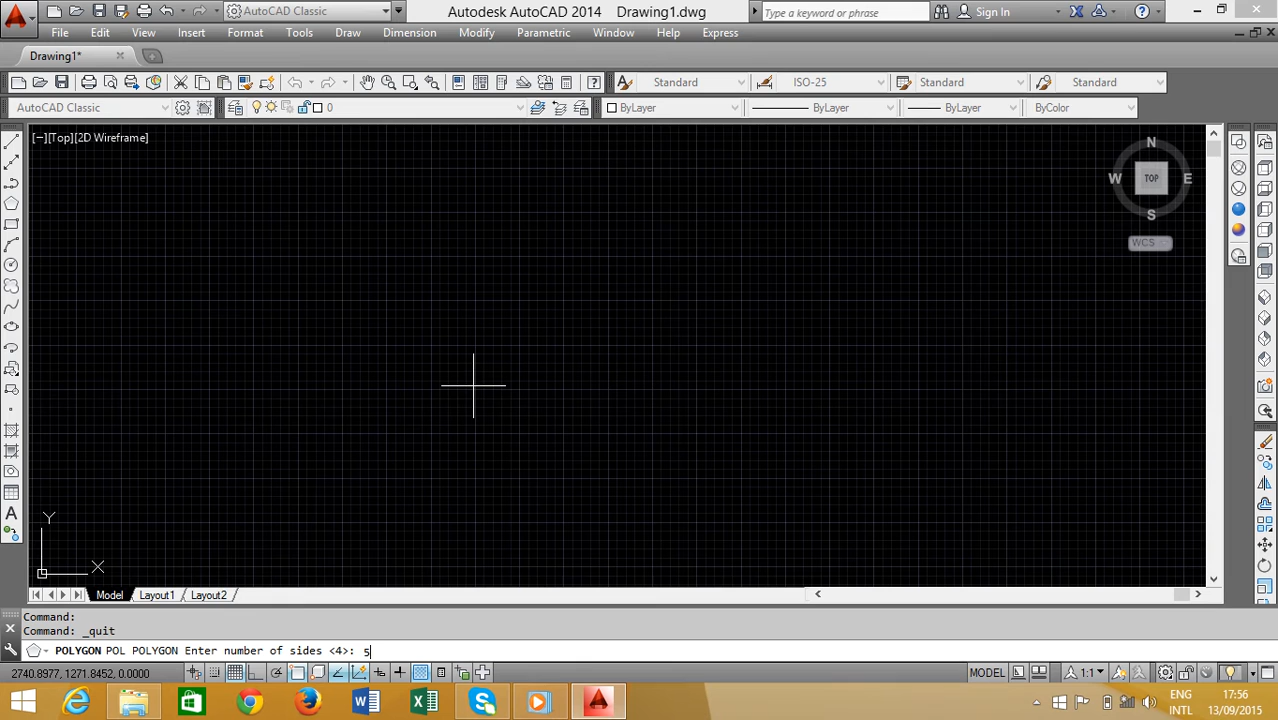 AutoCAD Classic
Autodesk AutoCAD 2014 Drawing1.dwg
Type a keyword or phrase
Sign In
File Edit View Insert Format Tools Draw Dimension Modify Parametric Window Help Express
Drawing1*
Standard ISO-25 Standard Standard
AutoCAD Classic 0 ByLayer ByLayer ByLayer ByColor
[−][Top][2D Wireframe]
N
W TOP E
S
WCS
Y
X
Model Layout1 Layout2
Command:
Command: _quit
POLYGON POL POLYGON Enter number of sides <4>: 5
2740.8977, 1271.8452, 0.0000 MODEL 1:1
ENG 17:56
INTL 13/09/2015